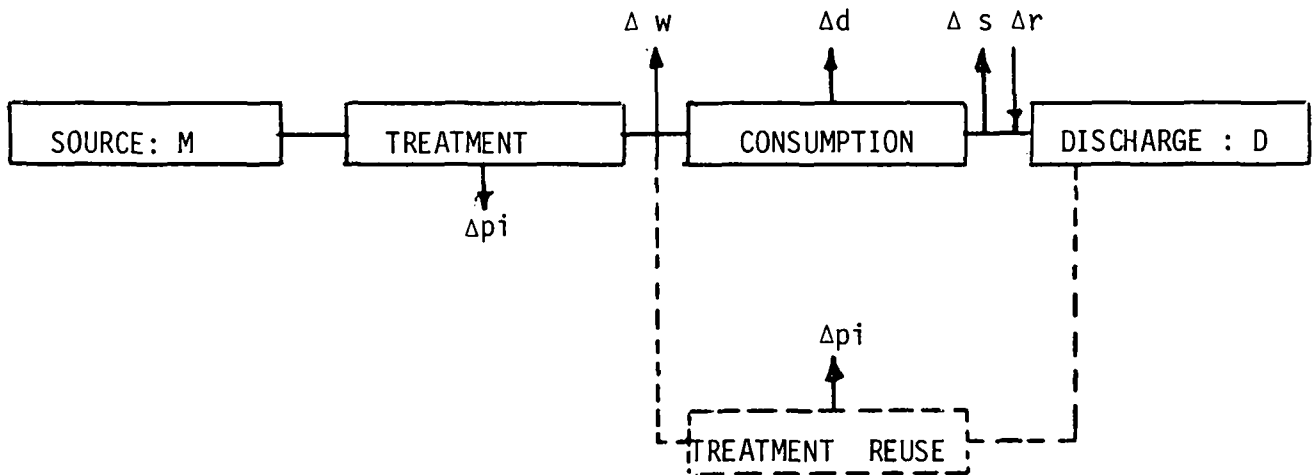 Δ w Δd Δ s Δr
SOURCE: M TREATMENT CONSUMPTION DISCHARGE : D
Δpi
Δpi
TREATMENT REUSE